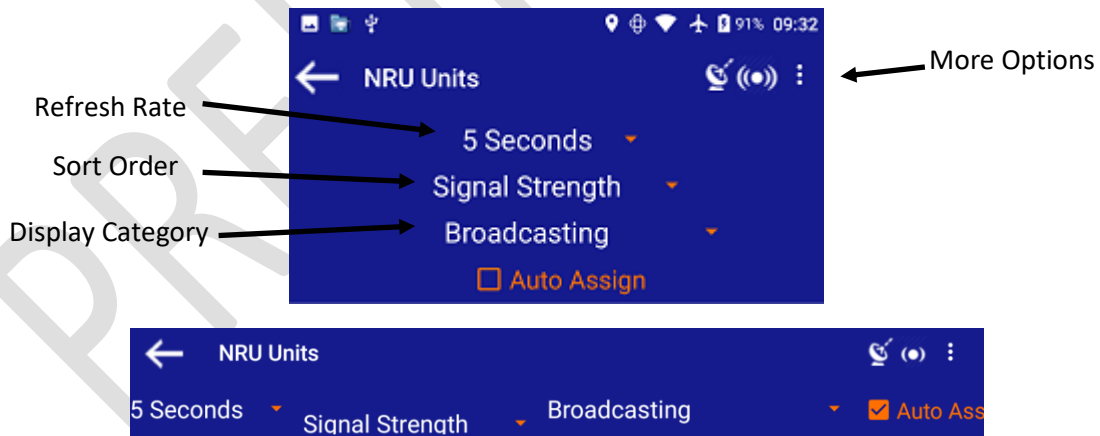 91% 09:32
NRU Units
More Options
Refresh Rate
5 Seconds
Sort Order
Signal Strength
Display Category
Broadcasting
Auto Assign
NRU Units
5 Seconds
Signal Strength
Broadcasting
Auto Ass